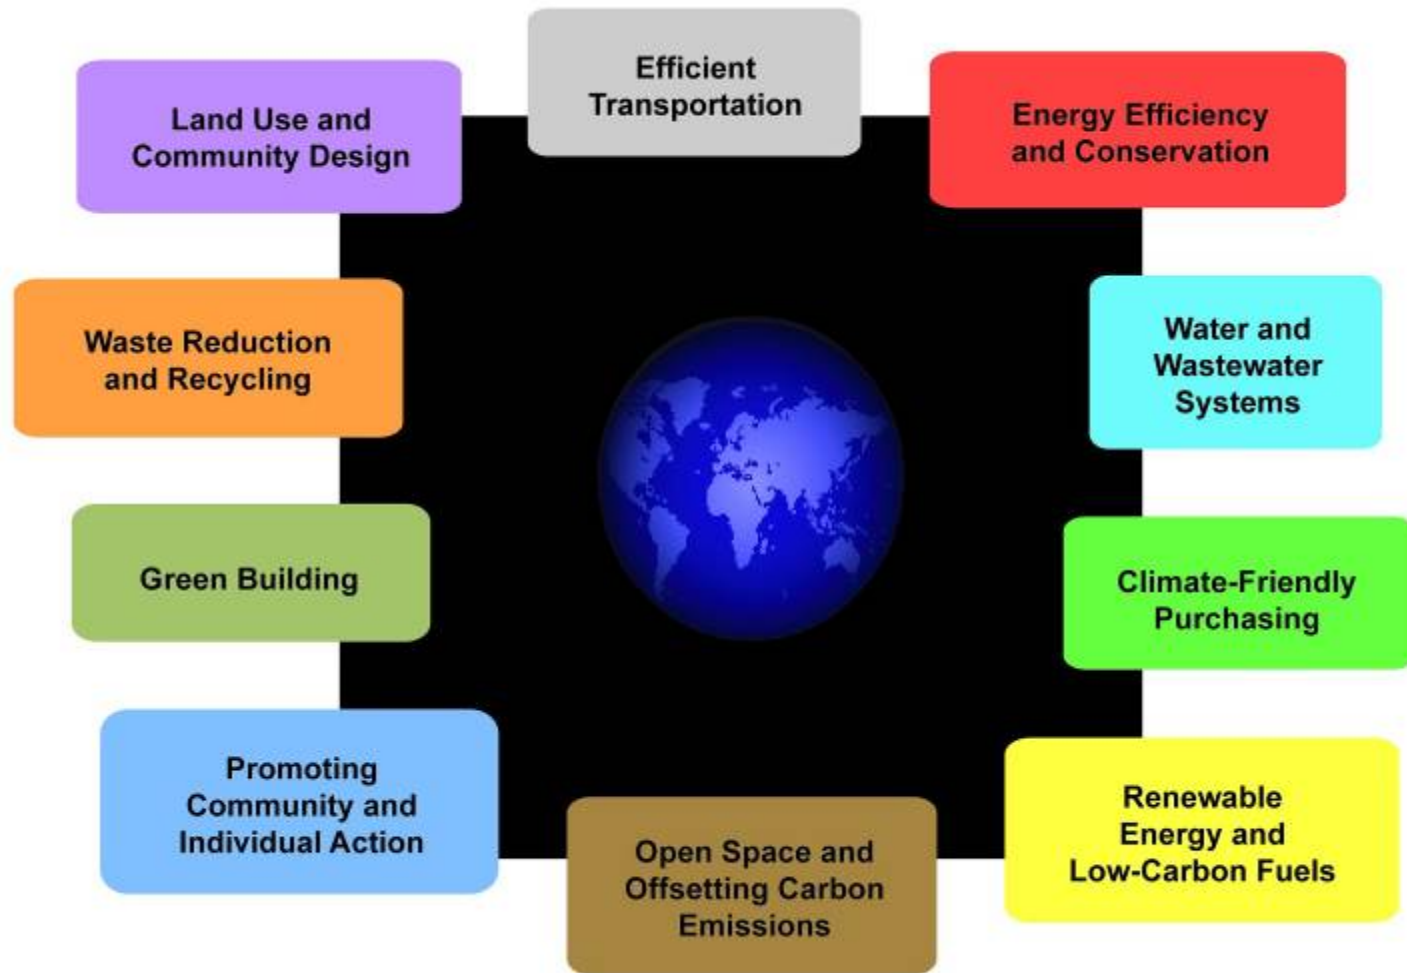 Efficient
Transportation
Land Use and
Community Design
Energy Efficiency
and Conservation
Waste Reduction
and Recycling
Water and
Wastewater
Systems
Green Building
Climate-Friendly
Purchasing
Promoting
Community and
Individual Action
Open Space and
Offsetting Carbon
Emissions
Renewable
Energy and
Low-Carbon Fuels